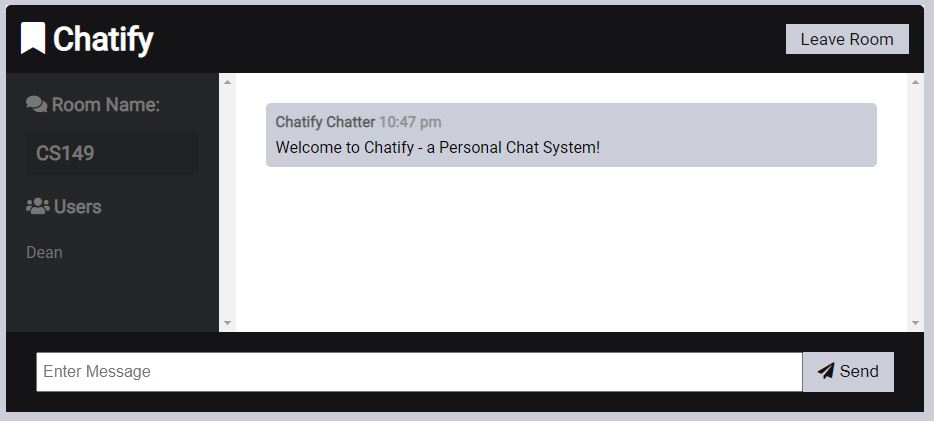 Chatify
Leave Room
Room Name:
CS149
Users
Dean
Chatify Chatter 10:47 pm
Welcome to Chatify - a Personal Chat System!
Enter Message
Send